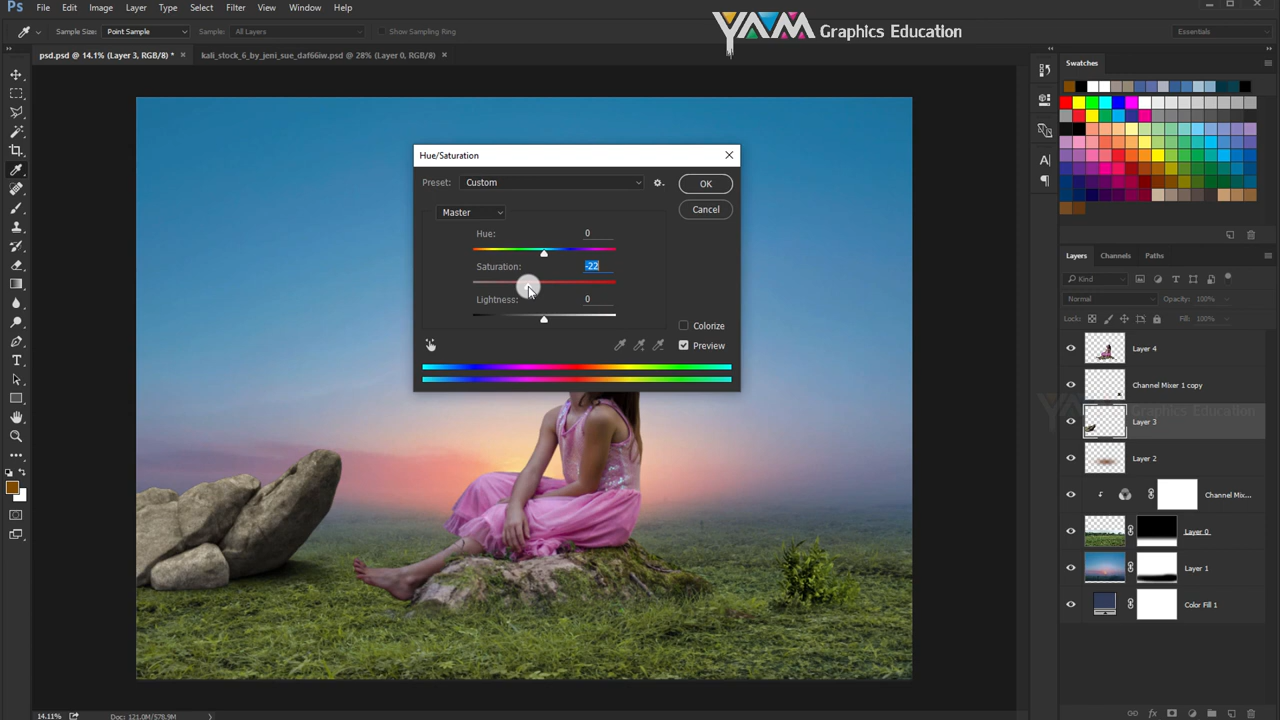 Ps File Edit Image Layer Type Select Filter View Window Help
YAM Graphics Education
Sample Size: Point Sample Sample: All Layers Show Sampling Ring Essentials
psd.psd @ 14.1% (Layer 3, RGB/8) * × kali_stock_6_by_jeni_sue_daf66iw.psd @ 28% (Layer 0, RGB/8) ×
Swatches
Hue/Saturation
Preset: Custom OK
Master Cancel
Hue: 0
Saturation: -22
Lightness: 0
Colorize
Preview
Layers Channels Paths
Kind
Normal Opacity: 100%
Lock: Fill: 100%
Layer 4
Channel Mixer 1 copy
YAM Graphics Education
Layer 3
Layer 2
Channel Mix...
Layer 0
Layer 1
Color Fill 1
14.11% Doc: 121.0M/578.9M